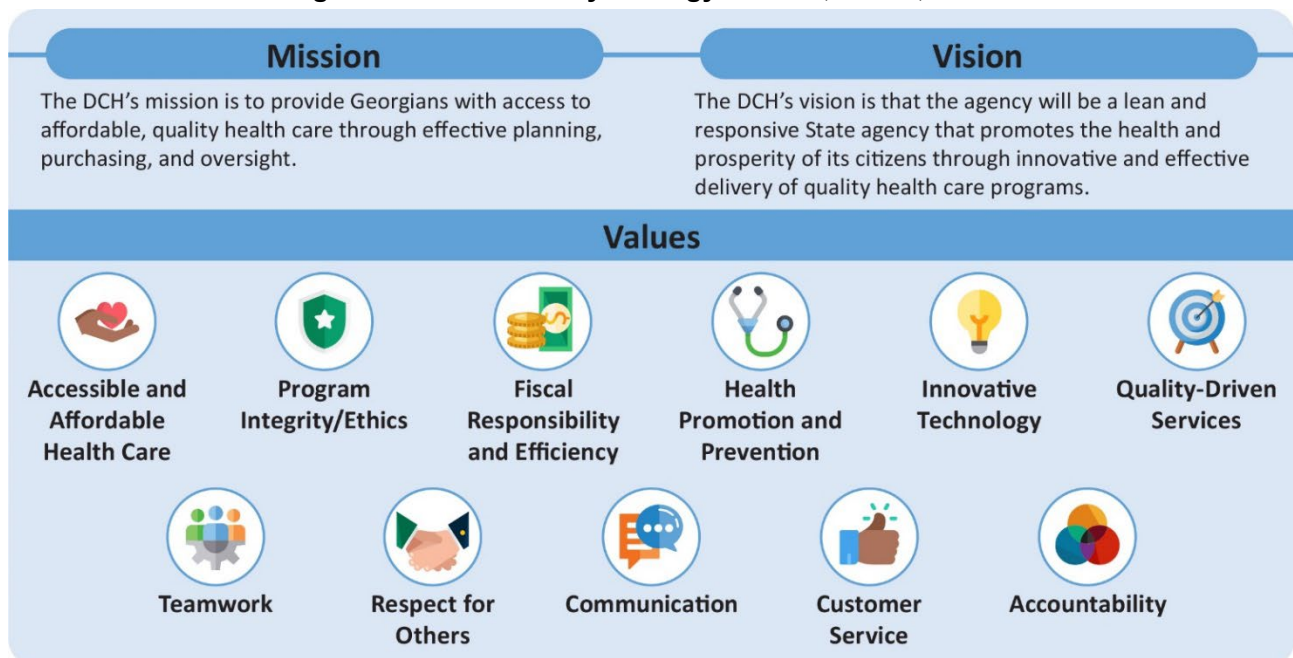 Mission
The DCH's mission is to provide Georgians with access to
affordable, quality health care through effective planning,
purchasing, and oversight.
Vision
The DCH's vision is that the agency will be a lean and
responsive State agency that promotes the health and
prosperity of its citizens through innovative and effective
delivery of quality health care programs.
Values
Accessible and
Affordable
Health Care
Program
Integrity/Ethics
Fiscal
Responsibility
and Efficiency
Health
Promotion and
Prevention
Innovative
Technology
Quality-Driven
Services
Teamwork
Respect for
Others
Communication
Customer
Service
Accountability